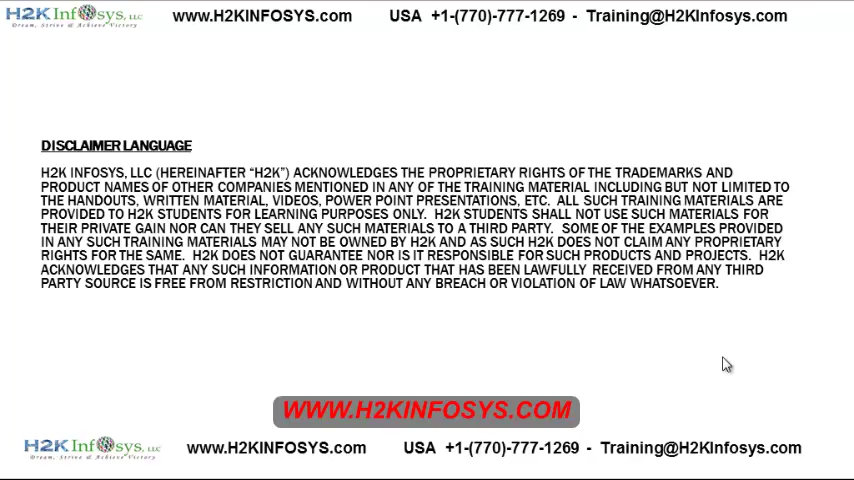 H2K Infosys, LLC www.H2KINFOSYS.com USA +1-(770)-777-1269 - Training@H2KInfosys.com
Dream, Strive & Achieve Victory
DISCLAIMER LANGUAGE
H2K INFOSYS, LLC (HEREINAFTER “H2K”) ACKNOWLEDGES THE PROPRIETARY RIGHTS OF THE TRADEMARKS AND
PRODUCT NAMES OF OTHER COMPANIES MENTIONED IN ANY OF THE TRAINING MATERIAL INCLUDING BUT NOT LIMITED TO
THE HANDOUTS, WRITTEN MATERIAL, VIDEOS, POWER POINT PRESENTATIONS, ETC. ALL SUCH TRAINING MATERIALS ARE
PROVIDED TO H2K STUDENTS FOR LEARNING PURPOSES ONLY. H2K STUDENTS SHALL NOT USE SUCH MATERIALS FOR
THEIR PRIVATE GAIN NOR CAN THEY SELL ANY SUCH MATERIALS TO A THIRD PARTY. SOME OF THE EXAMPLES PROVIDED
IN ANY SUCH TRAINING MATERIALS MAY NOT BE OWNED BY H2K AND AS SUCH H2K DOES NOT CLAIM ANY PROPRIETARY
RIGHTS FOR THE SAME. H2K DOES NOT GUARANTEE NOR IS IT RESPONSIBLE FOR SUCH PRODUCTS AND PROJECTS. H2K
ACKNOWLEDGES THAT ANY SUCH INFORMATION OR PRODUCT THAT HAS BEEN LAWFULLY RECEIVED FROM ANY THIRD
PARTY SOURCE IS FREE FROM RESTRICTION AND WITHOUT ANY BREACH OR VIOLATION OF LAW WHATSOEVER.
WWW.H2KINFOSYS.COM
H2K Infosys, LLC www.H2KINFOSYS.com USA +1-(770)-777-1269 - Training@H2KInfosys.com
Dream, Strive & Achieve Victory